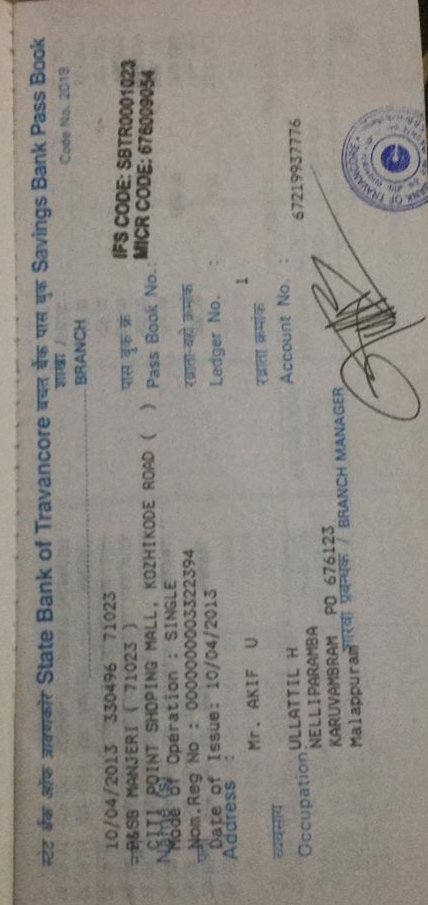 स्टेट बैंक ऑफ त्रावणकोर State Bank of Travancore बचत बैंक पास बुक Savings Bank Pass Book
Code No. 2019
शाखा /
BRANCH
10/04/2013 330496 71023
P&SB MANJERI ( 71023 )
CITI POINT SHOPING MALL, KOZHIKODE ROAD ( )
Name (s)
Mode of Operation : SINGLE
Nom.Reg No : 0000000003322394
Date of Issue: 10/04/2013
Address :
Mr. AKIF U
व्यवसाय
Occupation ULLATTIL H
NELLIPARAMBA
KARUVAMBRAM PO 676123
Malappuram
शाखा प्रबन्धक / BRANCH MANAGER
IFS CODE: SBTR0001023
MICR CODE: 676009054
पास बुक क्र
Pass Book No. :
खाता बही क्रमांक
Ledger No. :
1
खाता क्रमांक
Account No. :
67219937776
BANK OF TRAVANCORE